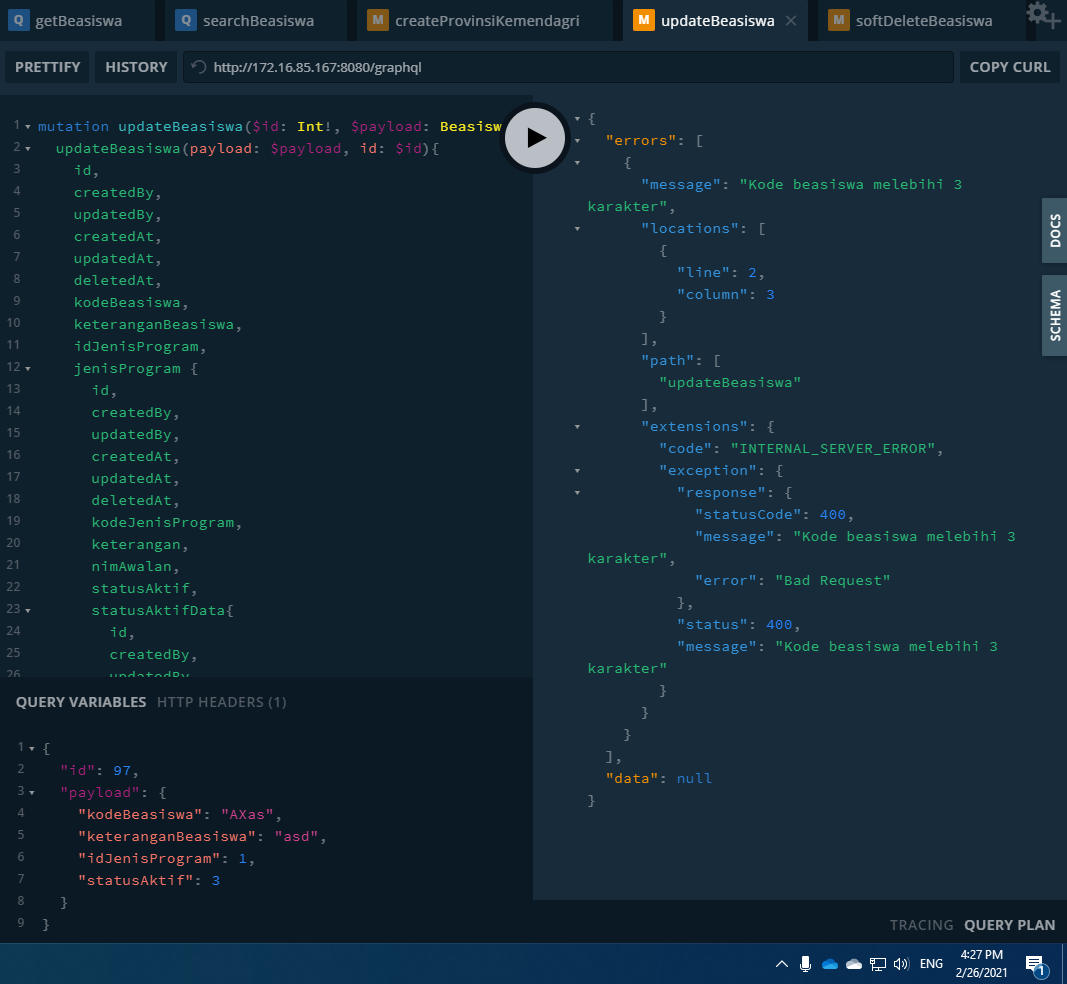 Q getBeasiswa
Q searchBeasiswa
M createProvinsiKemendagri
M updateBeasiswa
M softDeleteBeasiswa
PRETTIFY
HISTORY
http://172.16.85.167:8080/graphql
COPY CURL
1 mutation updateBeasiswa($id: Int!, $payload: Beasisw
2 updateBeasiswa(payload: $payload, id: $id){
3 id,
4 createdBy,
5 updatedBy,
6 createdAt,
7 updatedAt,
8 deletedAt,
9 kodeBeasiswa,
10 keteranganBeasiswa,
11 idJenisProgram,
12 jenisProgram {
13 id,
14 createdBy,
15 updatedBy,
16 createdAt,
17 updatedAt,
18 deletedAt,
19 kodeJenisProgram,
20 keterangan,
21 nimAwalan,
22 statusAktif,
23 statusAktifData{
24 id,
25 createdBy,
26 updatedBy
QUERY VARIABLES
HTTP HEADERS (1)
1 {
2 "id": 97,
3 "payload": {
4 "kodeBeasiswa": "AXas",
5 "keteranganBeasiswa": "asd",
6 "idJenisProgram": 1,
7 "statusAktif": 3
8 }
9 }
{
"errors": [
{
"message": "Kode beasiswa melebihi 3
karakter",
"locations": [
{
"line": 2,
"column": 3
}
],
"path": [
"updateBeasiswa"
],
"extensions": {
"code": "INTERNAL_SERVER_ERROR",
"exception": {
"response": {
"statusCode": 400,
"message": "Kode beasiswa melebihi 3
karakter",
"error": "Bad Request"
},
"status": 400,
"message": "Kode beasiswa melebihi 3
karakter"
}
}
}
],
"data": null
}
DOCS
SCHEMA
TRACING
QUERY PLAN
ENG
4:27 PM
2/26/2021
1